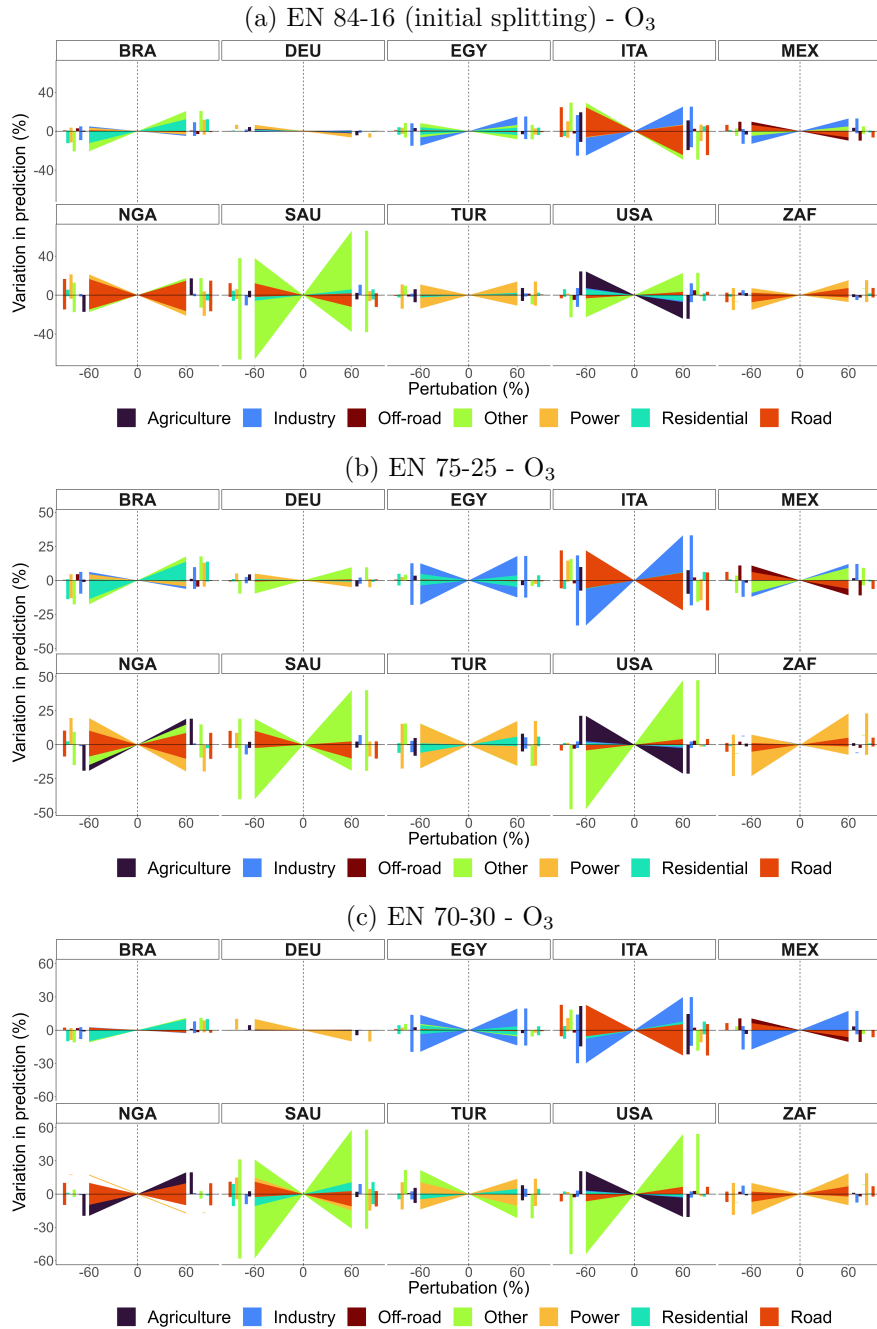 (a) EN 84-16 (initial splitting) - O₃
BRA DEU EGY ITA MEX
40
0
-40
NGA SAU TUR USA ZAF
40
0
-40
Variation in prediction (%)
-60 0 60 -60 0 60 -60 0 60 -60 0 60 -60 0 60
Pertubation (%)
Agriculture Industry Off-road Other Power Residential Road
(b) EN 75-25 - O₃
BRA DEU EGY ITA MEX
50
25
0
-25
-50
NGA SAU TUR USA ZAF
50
25
0
-25
-50
Variation in prediction (%)
-60 0 60 -60 0 60 -60 0 60 -60 0 60 -60 0 60
Pertubation (%)
Agriculture Industry Off-road Other Power Residential Road
(c) EN 70-30 - O₃
BRA DEU EGY ITA MEX
60
30
0
-30
-60
NGA SAU TUR USA ZAF
60
30
0
-30
-60
Variation in prediction (%)
-60 0 60 -60 0 60 -60 0 60 -60 0 60 -60 0 60
Pertubation (%)
Agriculture Industry Off-road Other Power Residential Road